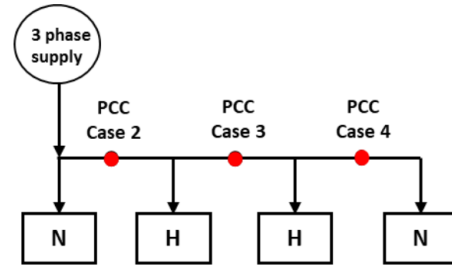 3 phase
supply
PCC
Case 2
PCC
Case 3
PCC
Case 4
N
H
H
N